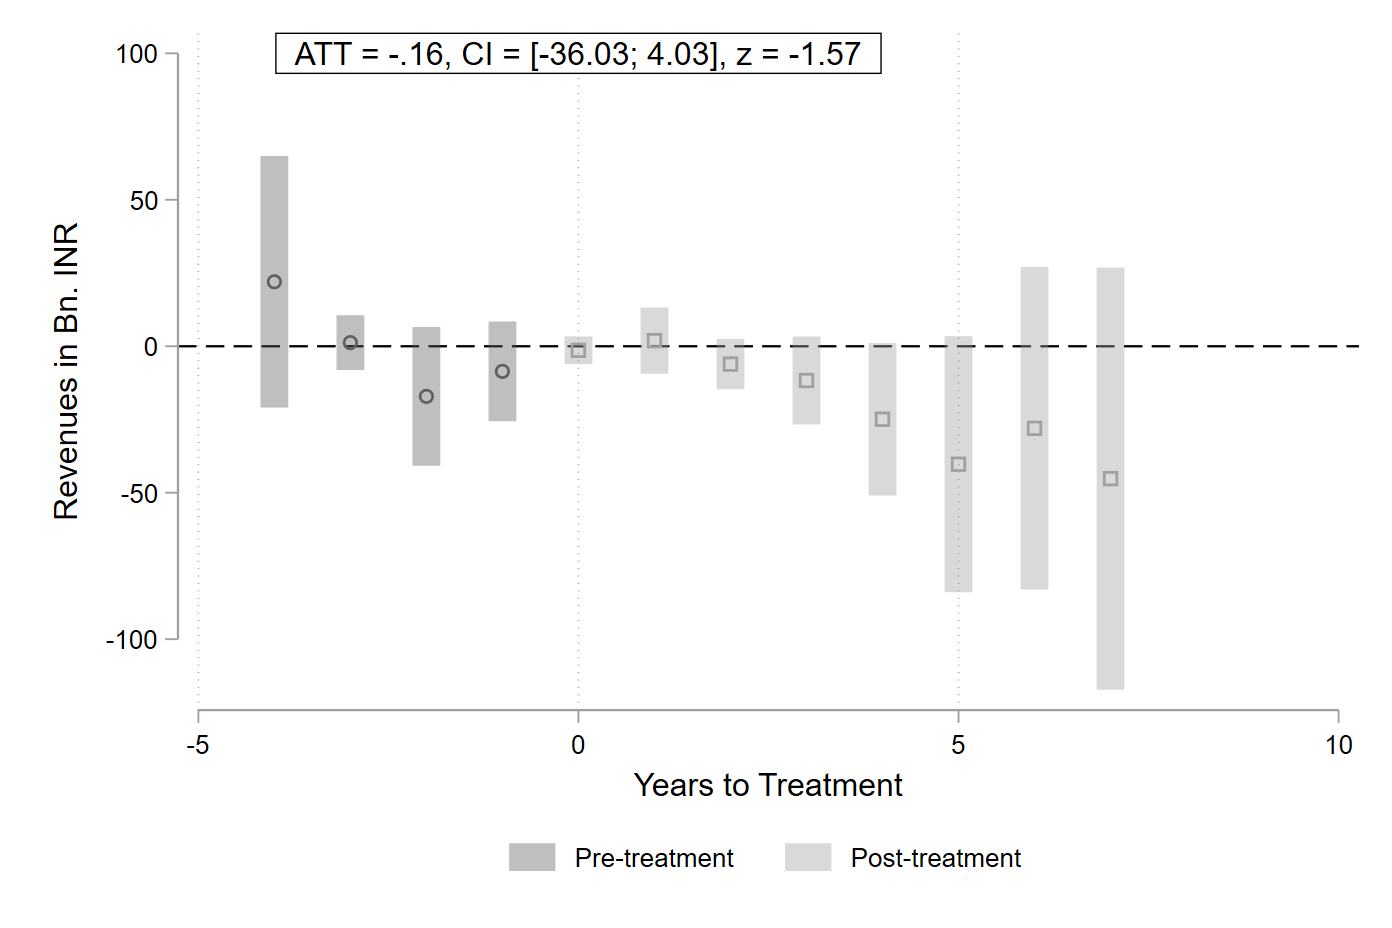 ATT = -.16, CI = [-36.03; 4.03], z = -1.57
100
50
0
-50
-100
Revenues in Bn. INR
-5 0 5 10
Years to Treatment
Pre-treatment Post-treatment